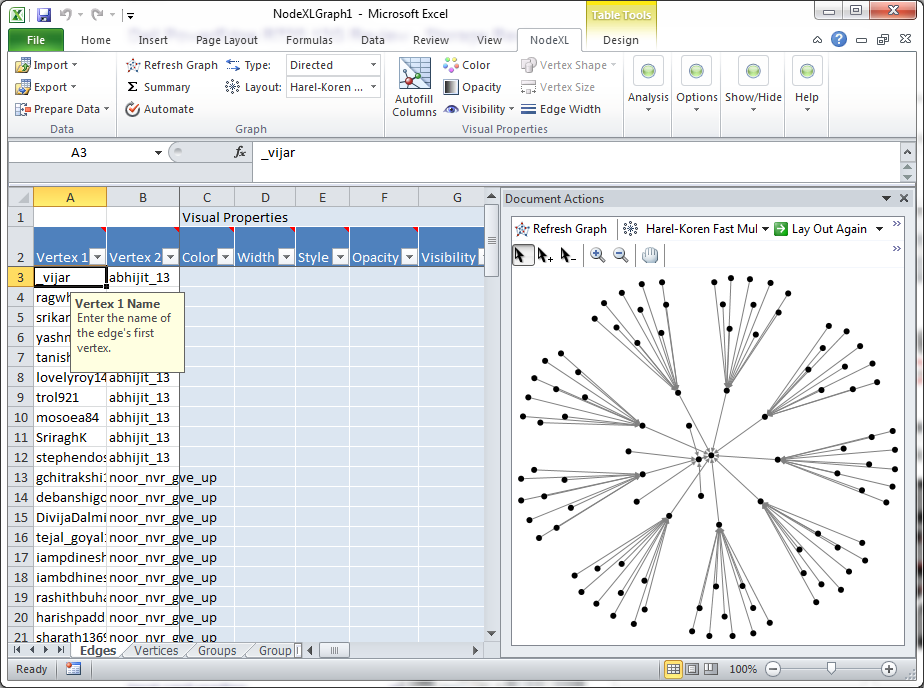 NodeXLGraph1 - Microsoft Excel
Table Tools
File Home Insert Page Layout Formulas Data Review View NodeXL Design
Import
Export
Prepare Data
Data
Refresh Graph
Σ Summary
Automate
Type: Directed
Layout: Harel-Koren ...
Graph
Autofill Columns
Color
Opacity
Visibility
Vertex Shape
Vertex Size
Edge Width
Visual Properties
Analysis
Options
Show/Hide
Help
A3 fx _vijar
A B C D E F G
1 Visual Properties
2 Vertex 1 Vertex 2 Color Width Style Opacity Visibility
3 _vijar abhijit_13
4 ragwh
5 srikar
6 yashn
7 tanish
8 lovelyroy14 abhijit_13
9 trol921 abhijit_13
10 mosoea84 abhijit_13
11 SriraghK abhijit_13
12 stephendos abhijit_13
13 gchitrakshi1 noor_nvr_gve_up
14 debanshigo noor_nvr_gve_up
15 DivijaDalmi noor_nvr_gve_up
16 tejal_goyal1 noor_nvr_gve_up
17 iampdinesh noor_nvr_gve_up
18 iambdhines noor_nvr_gve_up
19 rashithbuha noor_nvr_gve_up
20 harishpadd noor_nvr_gve_up
21 sharath1369 noor_nvr_gve_up
Vertex 1 Name
Enter the name of
the edge's first
vertex.
Document Actions
Refresh Graph Harel-Koren Fast Mul Lay Out Again
Edges Vertices Groups Group
Ready 100%